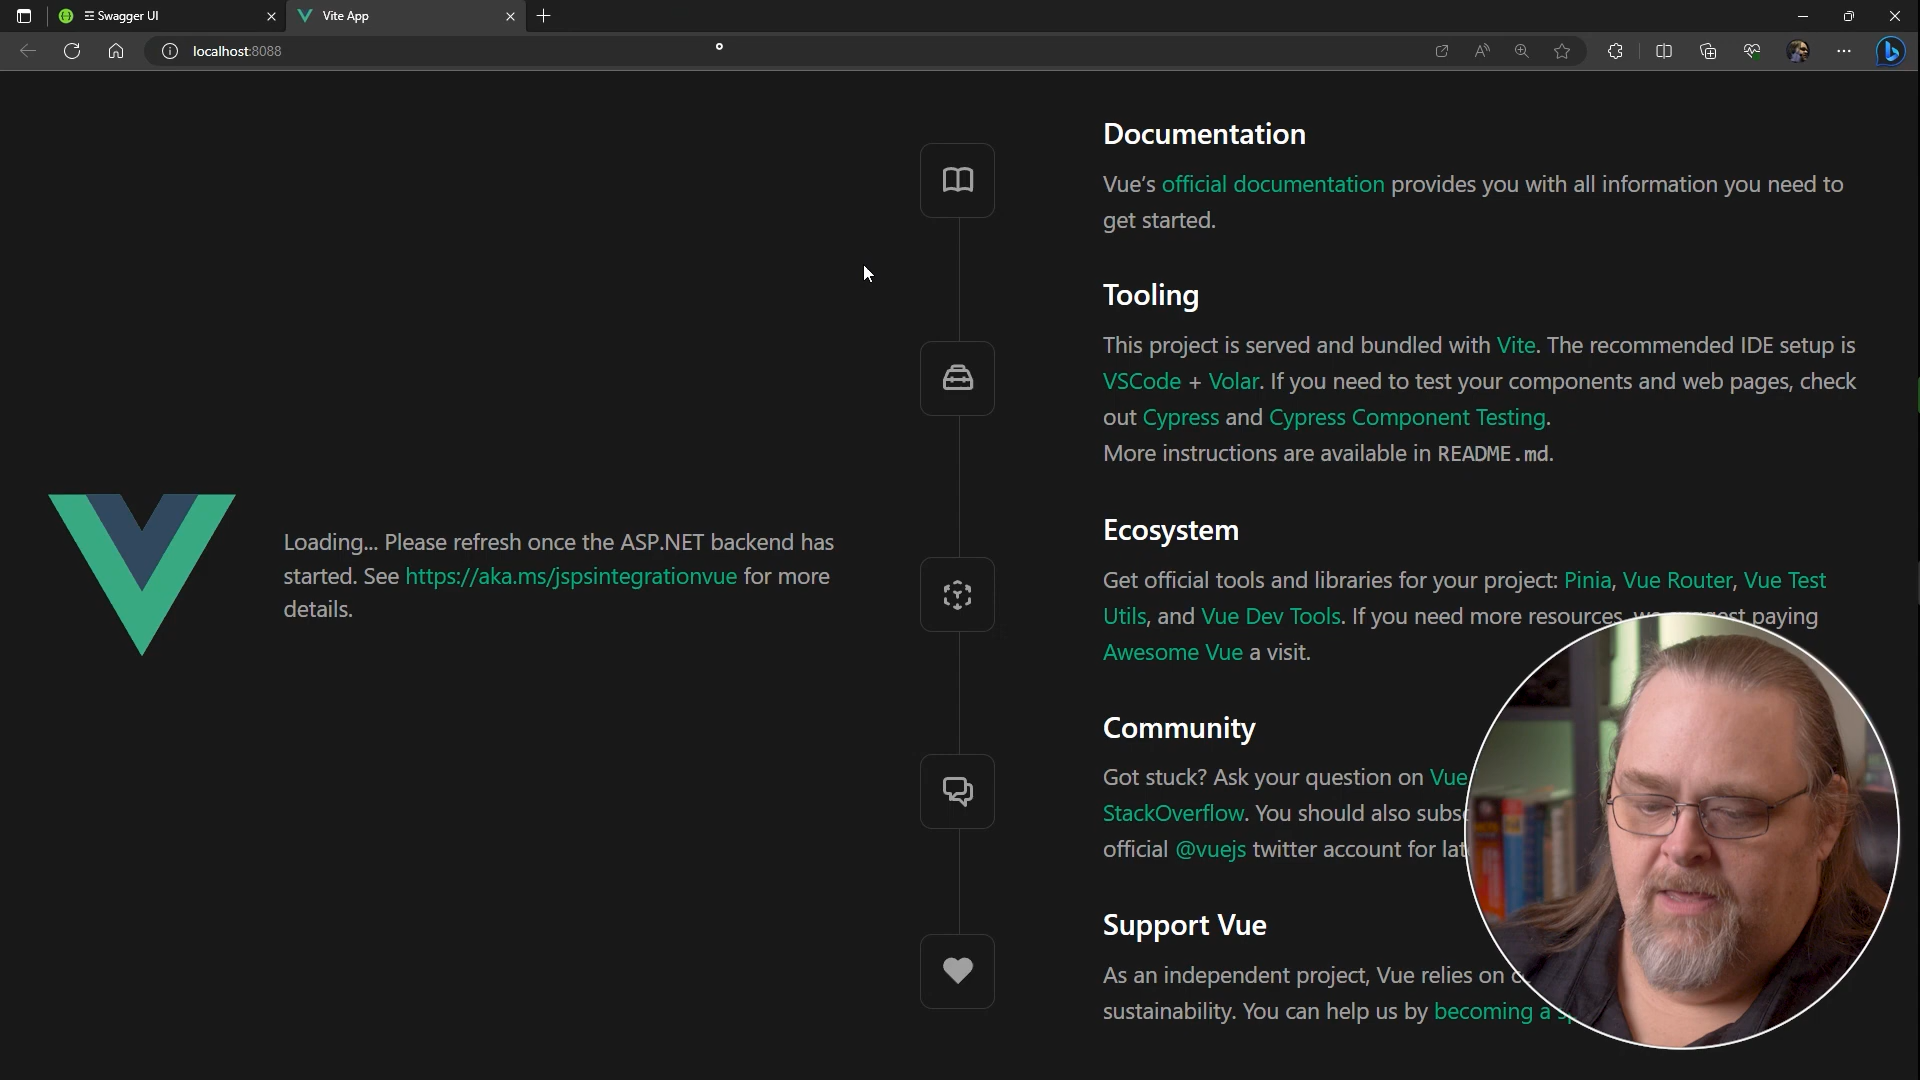 Swagger UI
Vite App
localhost:8088
Documentation
Vue's official documentation provides you with all information you need to
get started.
Tooling
This project is served and bundled with Vite. The recommended IDE setup is
VSCode + Volar. If you need to test your components and web pages, check
out Cypress and Cypress Component Testing.
More instructions are available in README.md.
Loading... Please refresh once the ASP.NET backend has
started. See https://aka.ms/jspsintegrationvue for more
details.
Ecosystem
Get official tools and libraries for your project: Pinia, Vue Router, Vue Test
Utils, and Vue Dev Tools. If you need more resources, paying
Awesome Vue a visit.
Community
Got stuck? Ask your question on Vue
StackOverflow. You should also
official @vuejs twitter account for
Support Vue
As an independent project, Vue relies on
sustainability. You can help us by becoming a